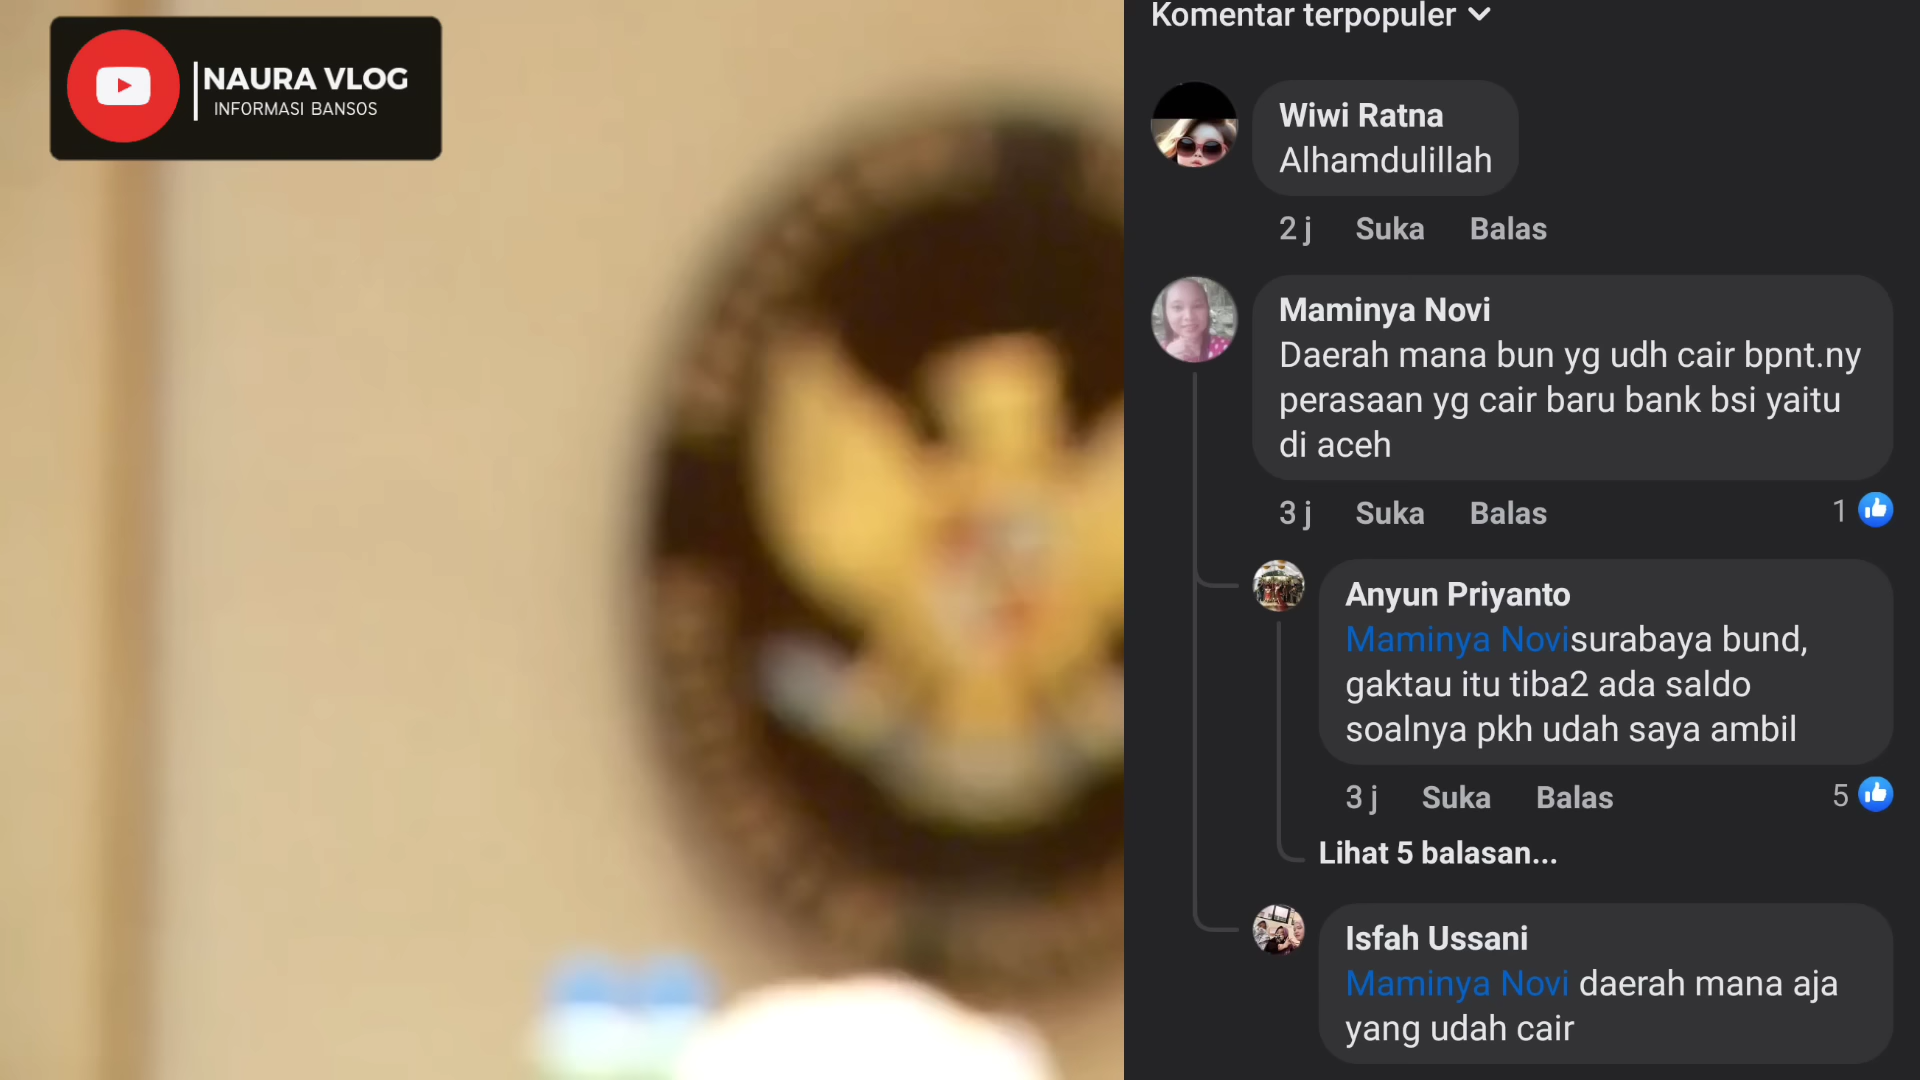 NAURA VLOG
INFORMASI BANSOS
Komentar terpopuler
Wiwi Ratna
Alhamdulillah
2 j Suka Balas
Maminya Novi
Daerah mana bun yg udh cair bpnt.ny
perasaan yg cair baru bank bsi yaitu
di aceh
3 j Suka Balas 1
Anyun Priyanto
Maminya Novisurabaya bund,
gaktau itu tiba2 ada saldo
soalnya pkh udah saya ambil
3 j Suka Balas 5
Lihat 5 balasan...
Isfah Ussani
Maminya Novi daerah mana aja
yang udah cair